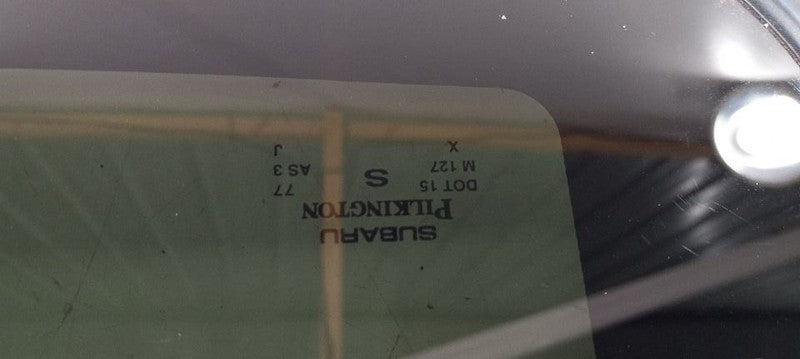 SUBARU
PILKINGTON
DOT 15 S 77
M 127 AS 3
X J